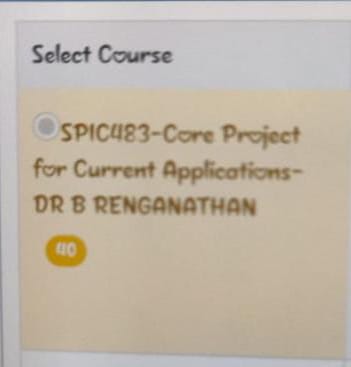 Select Course
SPIC483-Core Project
for Current Applications-
DR B RENGANATHAN
40